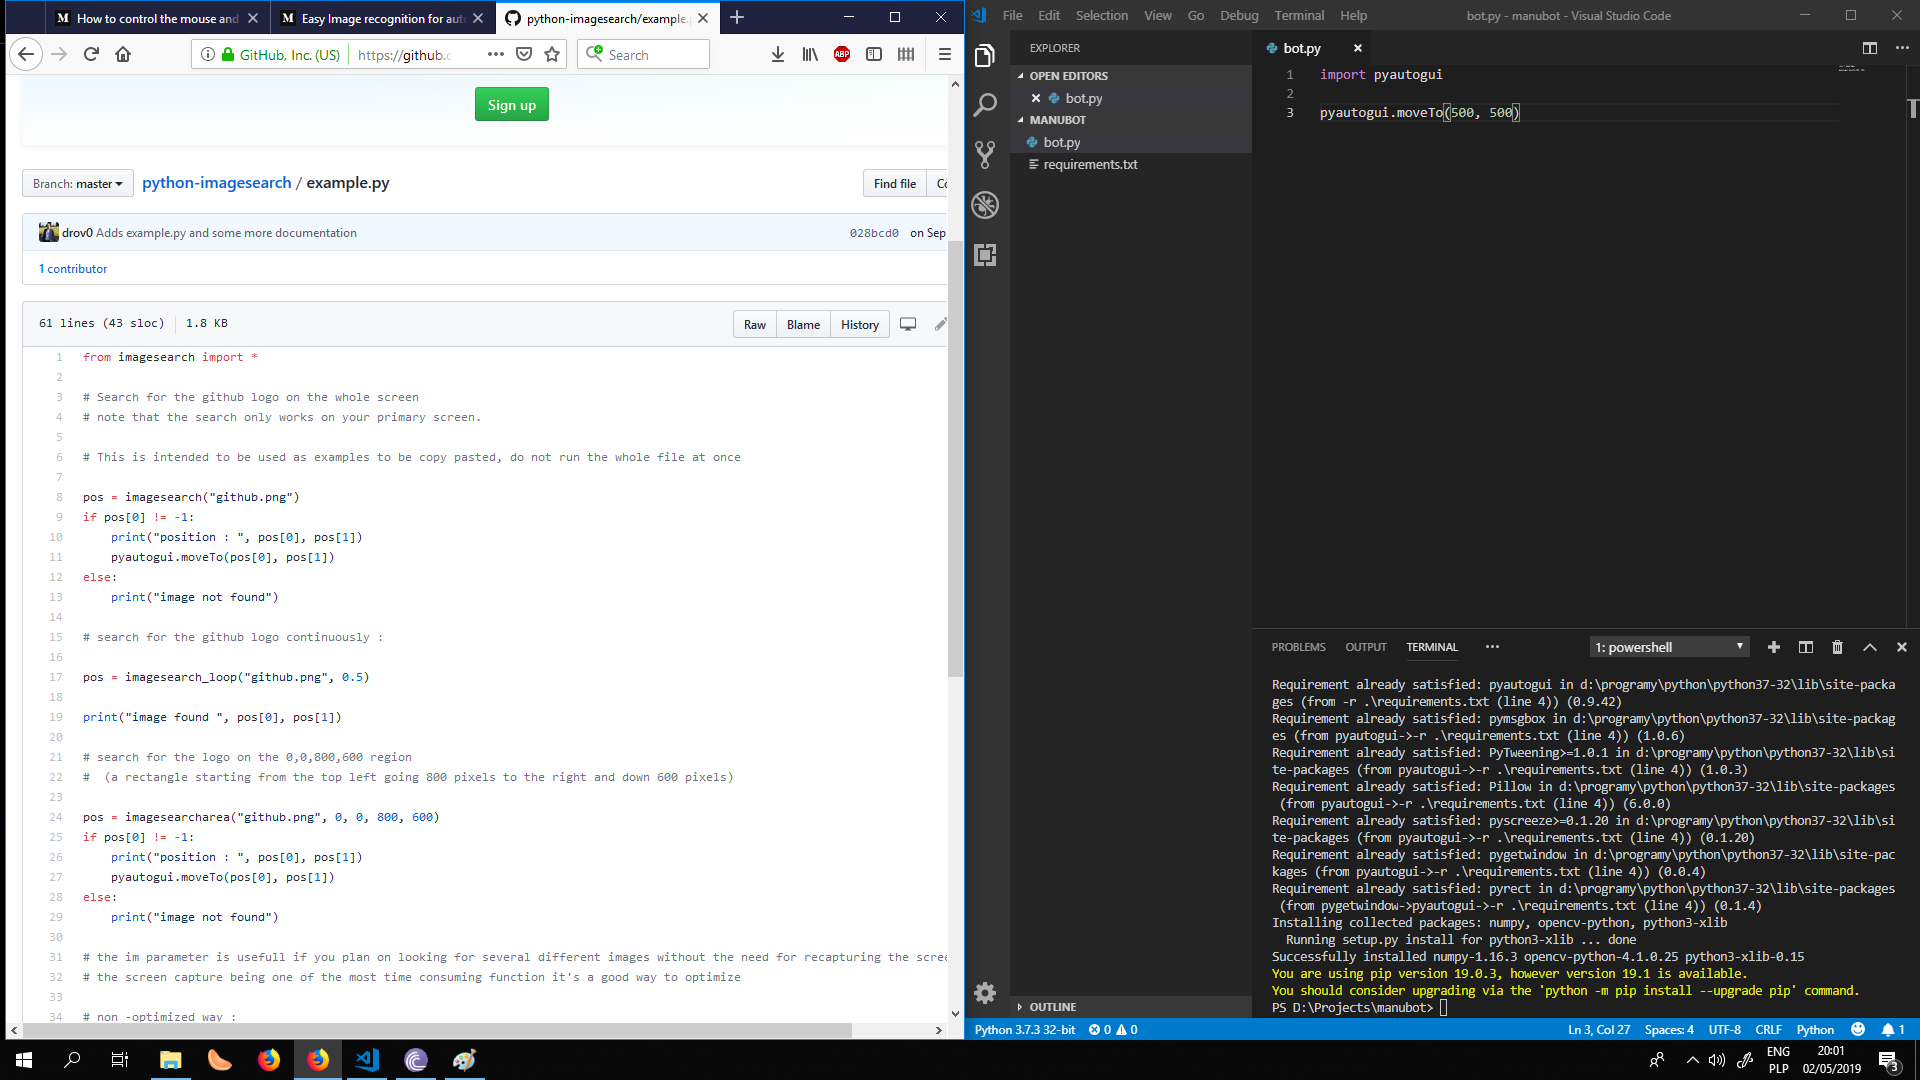 How to control the mouse and
Easy Image recognition for auto
python-imagesearch/example.
GitHub, Inc. (US)
https://github.c
Search
ABP
Sign up
Branch: master
python-imagesearch / example.py
Find file
drov0 Adds example.py and some more documentation
028bcd0 on Sep
1 contributor
61 lines (43 sloc)
1.8 KB
Raw
Blame
History
1 from imagesearch import *
2
3 # Search for the github logo on the whole screen
4 # note that the search only works on your primary screen.
5
6 # This is intended to be used as examples to be copy pasted, do not run the whole file at once
7
8 pos = imagesearch("github.png")
9 if pos[0] != -1:
10 print("position : ", pos[0], pos[1])
11 pyautogui.moveTo(pos[0], pos[1])
12 else:
13 print("image not found")
14
15 # search for the github logo continuously :
16
17 pos = imagesearch_loop("github.png", 0.5)
18
19 print("image found ", pos[0], pos[1])
20
21 # search for the logo on the 0,0,800,600 region
22 # (a rectangle starting from the top left going 800 pixels to the right and down 600 pixels)
23
24 pos = imagesearcharea("github.png", 0, 0, 800, 600)
25 if pos[0] != -1:
26 print("position : ", pos[0], pos[1])
27 pyautogui.moveTo(pos[0], pos[1])
28 else:
29 print("image not found")
30
31 # the im parameter is usefull if you plan on looking for several different images without the need for recapturing the scree
32 # the screen capture being one of the most time consuming function it's a good way to optimize
33
34 # non -optimized way :
File Edit Selection View Go Debug Terminal Help
bot.py - manubot - Visual Studio Code
EXPLORER
OPEN EDITORS
bot.py
MANUBOT
bot.py
requirements.txt
OUTLINE
bot.py
1 import pyautogui
2
3 pyautogui.moveTo(500, 500)
PROBLEMS
OUTPUT
TERMINAL
1: powershell
Requirement already satisfied: pyautogui in d:\programy\python\python37-32\lib\site-packa
ges (from -r .\requirements.txt (line 4)) (0.9.42)
Requirement already satisfied: pymsgbox in d:\programy\python\python37-32\lib\site-packag
es (from pyautogui->-r .\requirements.txt (line 4)) (1.0.6)
Requirement already satisfied: PyTweening>=1.0.1 in d:\programy\python\python37-32\lib\si
te-packages (from pyautogui->-r .\requirements.txt (line 4)) (1.0.3)
Requirement already satisfied: Pillow in d:\programy\python\python37-32\lib\site-packages
(from pyautogui->-r .\requirements.txt (line 4)) (6.0.0)
Requirement already satisfied: pyscreeze>=0.1.20 in d:\programy\python\python37-32\lib\si
te-packages (from pyautogui->-r .\requirements.txt (line 4)) (0.1.20)
Requirement already satisfied: pygetwindow in d:\programy\python\python37-32\lib\site-pac
kages (from pyautogui->-r .\requirements.txt (line 4)) (0.0.4)
Requirement already satisfied: pyrect in d:\programy\python\python37-32\lib\site-packages
(from pygetwindow->pyautogui->-r .\requirements.txt (line 4)) (0.1.4)
Installing collected packages: numpy, opencv-python, python3-xlib
Running setup.py install for python3-xlib ... done
Successfully installed numpy-1.16.3 opencv-python-4.1.0.25 python3-xlib-0.15
You are using pip version 19.0.3, however version 19.1 is available.
You should consider upgrading via the 'python -m pip install --upgrade pip' command.
PS D:\Projects\manubot>
Python 3.7.3 32-bit
0
0
Ln 3, Col 27
Spaces: 4
UTF-8
CRLF
Python
1
ENG
PLP
20:01
02/05/2019
3